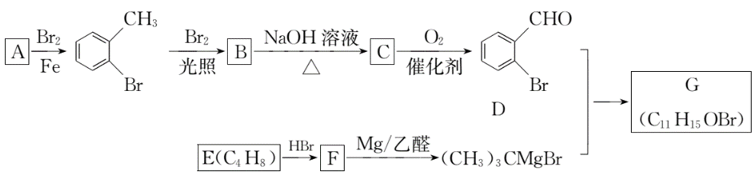 A Br₂ Fe CH₃ Br Br₂ 光照 B NaOH 溶液 △ C O₂ 催化剂 CHO Br
D
G
(C₁₁H₁₅OBr)
E(C₄H₈) HBr F Mg/乙醛 (CH₃)₃CMgBr